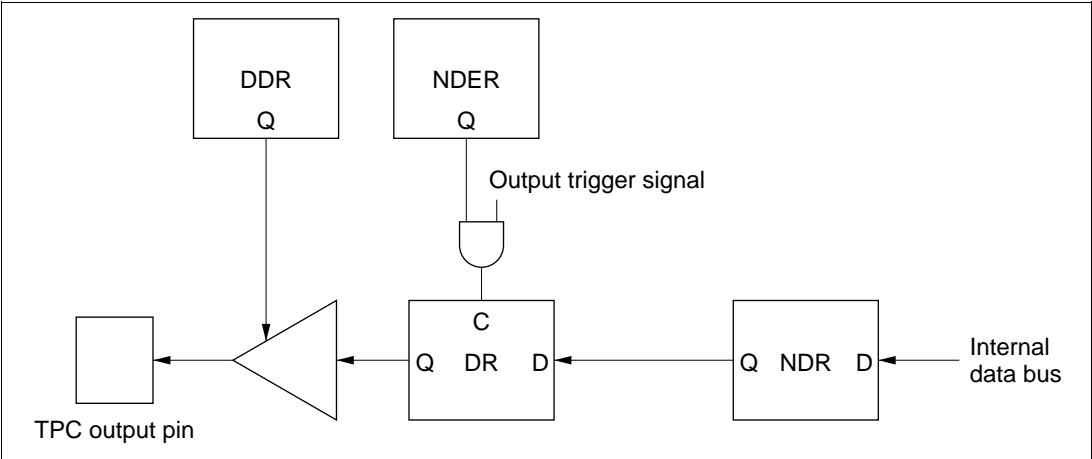 DDR
Q
NDER
Q
Output trigger signal
C
Q DR D
Q NDR D
Internal
data bus
TPC output pin